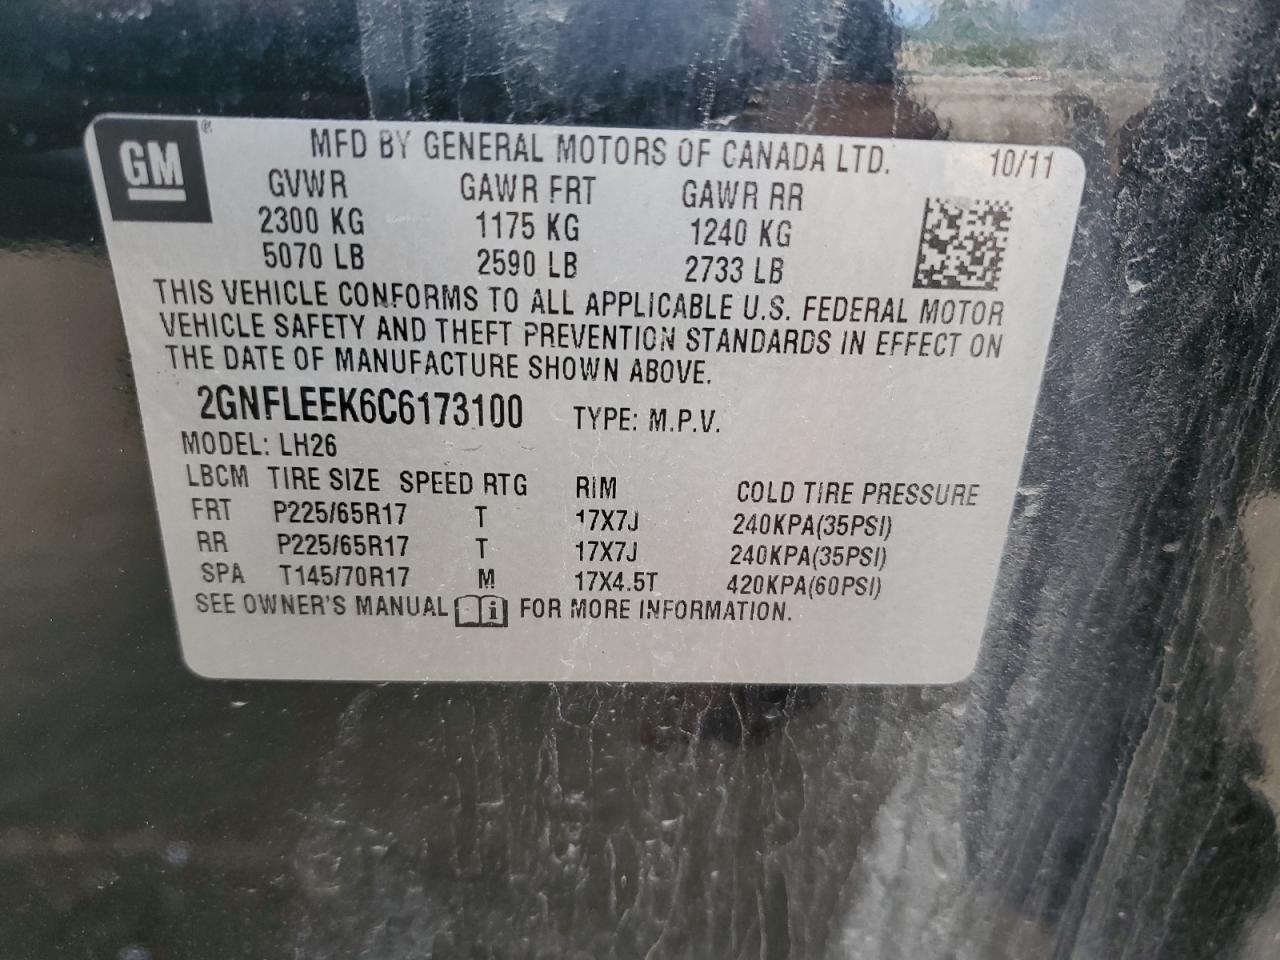 GM ®
MFD BY GENERAL MOTORS OF CANADA LTD. 10/11
GVWR GAWR FRT GAWR RR
2300 KG 1175 KG 1240 KG
5070 LB 2590 LB 2733 LB
THIS VEHICLE CONFORMS TO ALL APPLICABLE U.S. FEDERAL MOTOR
VEHICLE SAFETY AND THEFT PREVENTION STANDARDS IN EFFECT ON
THE DATE OF MANUFACTURE SHOWN ABOVE.
2GNFLEEK6C6173100 TYPE: M.P.V.
MODEL: LH26
LBCM TIRE SIZE SPEED RTG RIM COLD TIRE PRESSURE
FRT P225/65R17 T 17X7J 240KPA(35PSI)
RR P225/65R17 T 17X7J 240KPA(35PSI)
SPA T145/70R17 M 17X4.5T 420KPA(60PSI)
SEE OWNER'S MANUAL i FOR MORE INFORMATION.